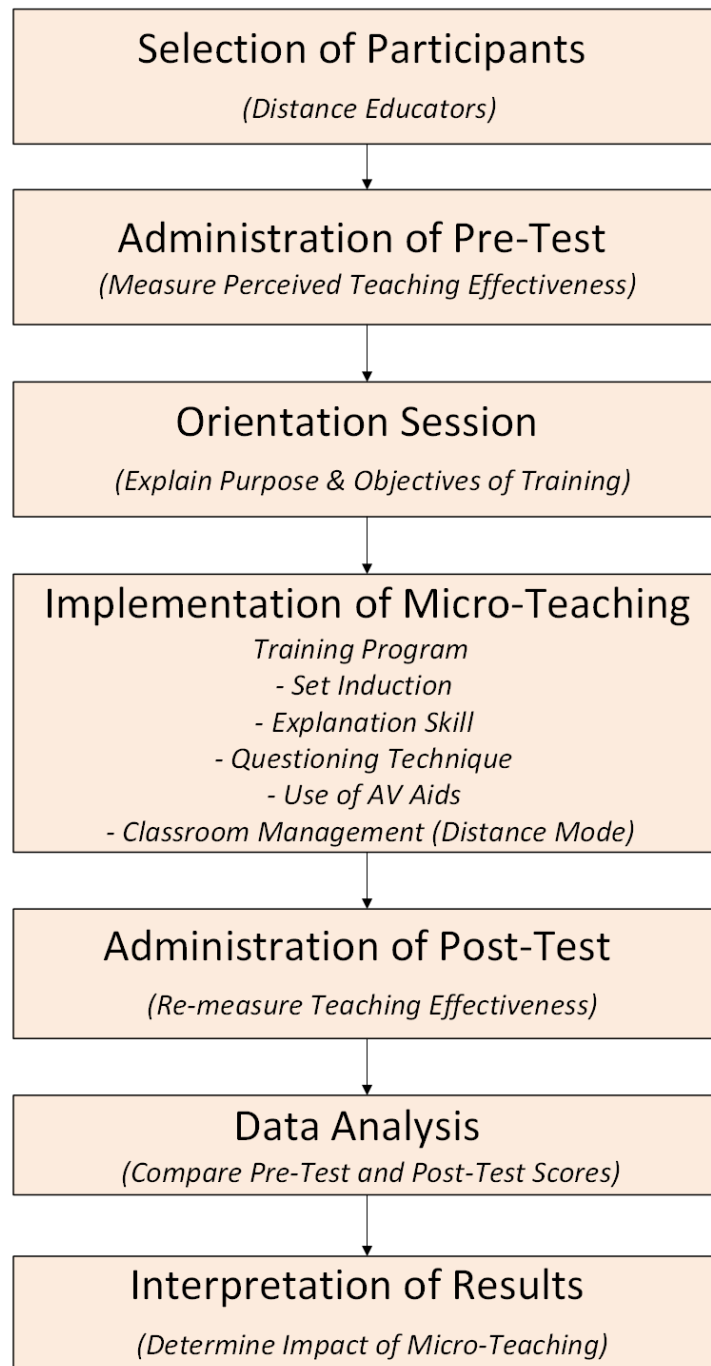 Selection of Participants
(Distance Educators)
Administration of Pre-Test
(Measure Perceived Teaching Effectiveness)
Orientation Session
(Explain Purpose & Objectives of Training)
Implementation of Micro-Teaching
Training Program
- Set Induction
- Explanation Skill
- Questioning Technique
- Use of AV Aids
- Classroom Management (Distance Mode)
Administration of Post-Test
(Re-measure Teaching Effectiveness)
Data Analysis
(Compare Pre-Test and Post-Test Scores)
Interpretation of Results
(Determine Impact of Micro-Teaching)